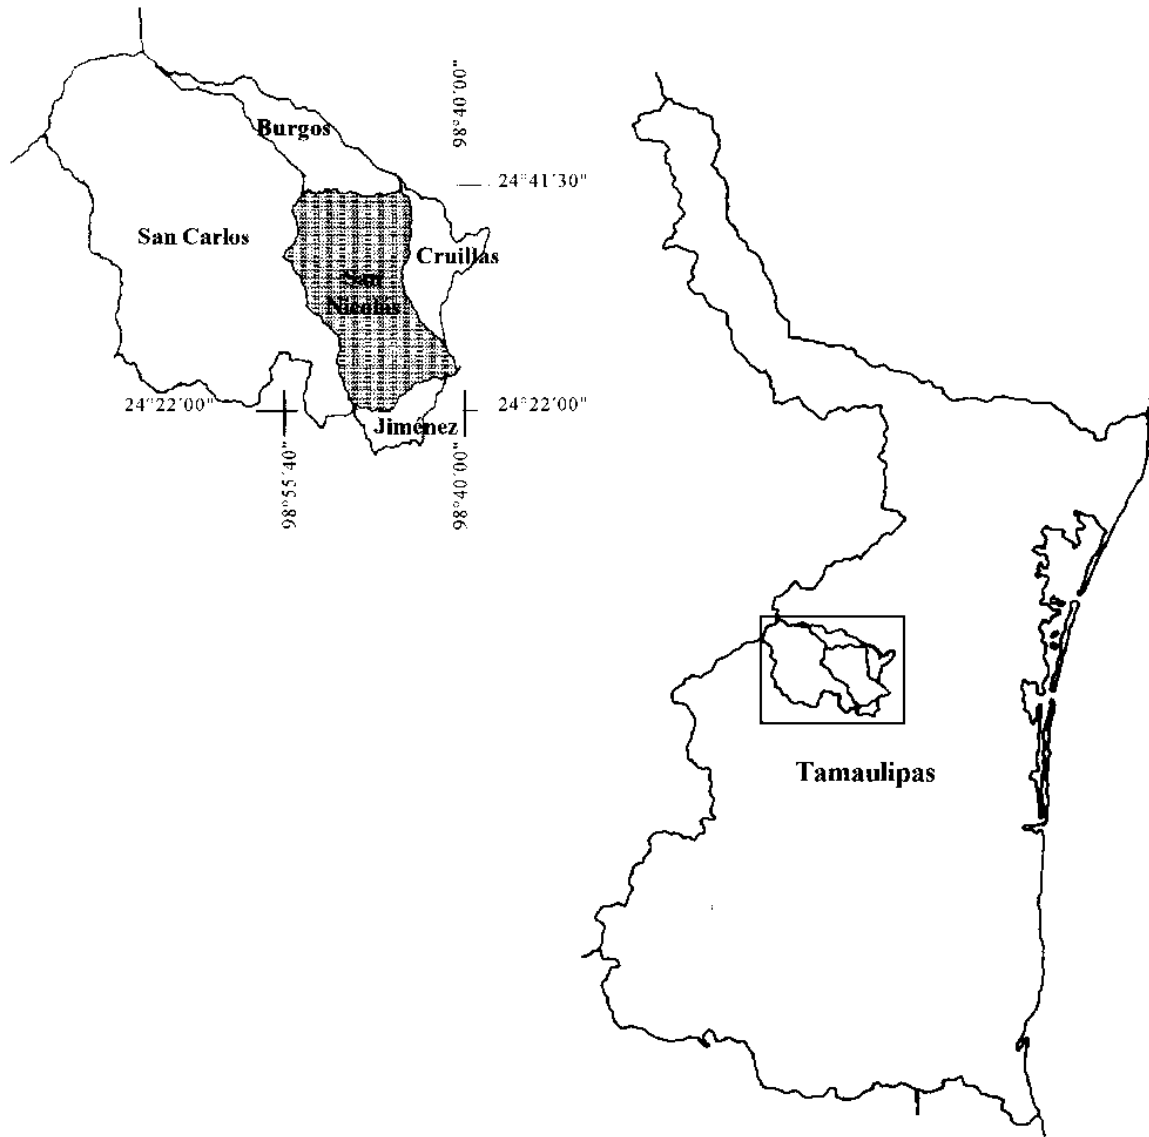 Burgos
98°40'00"
24°41'30"
San Carlos
Cruillas
San
Nicolás
24°22'00"
24°22'00"
Jiménez
98°55'40"
98°40'00"
Tamaulipas